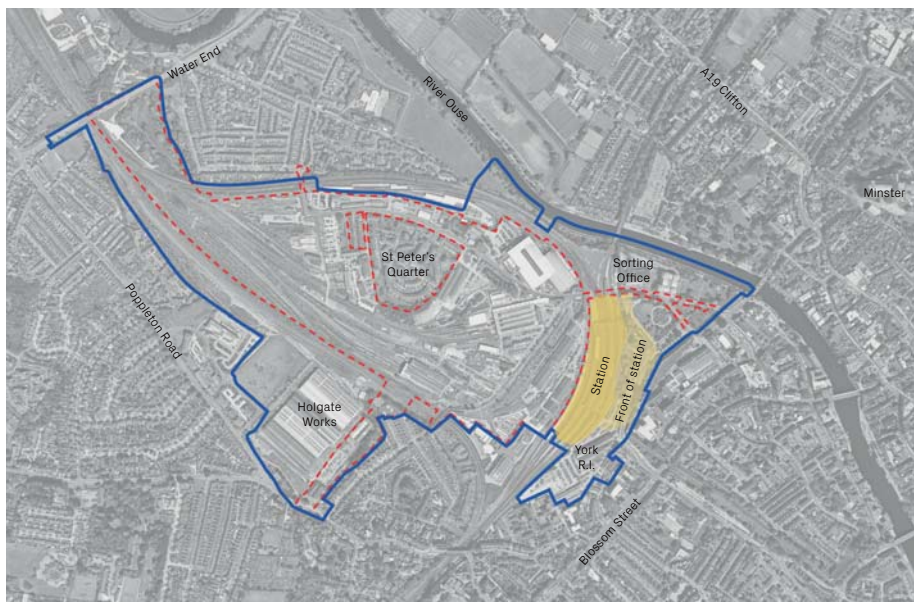 Water End
River Ouse
A19 Clifton
Minster
St Peter's
Quarter
Sorting
Office
Poppleton Road
Station
Front of station
Holgate
Works
York
R.I.
Blossom Street